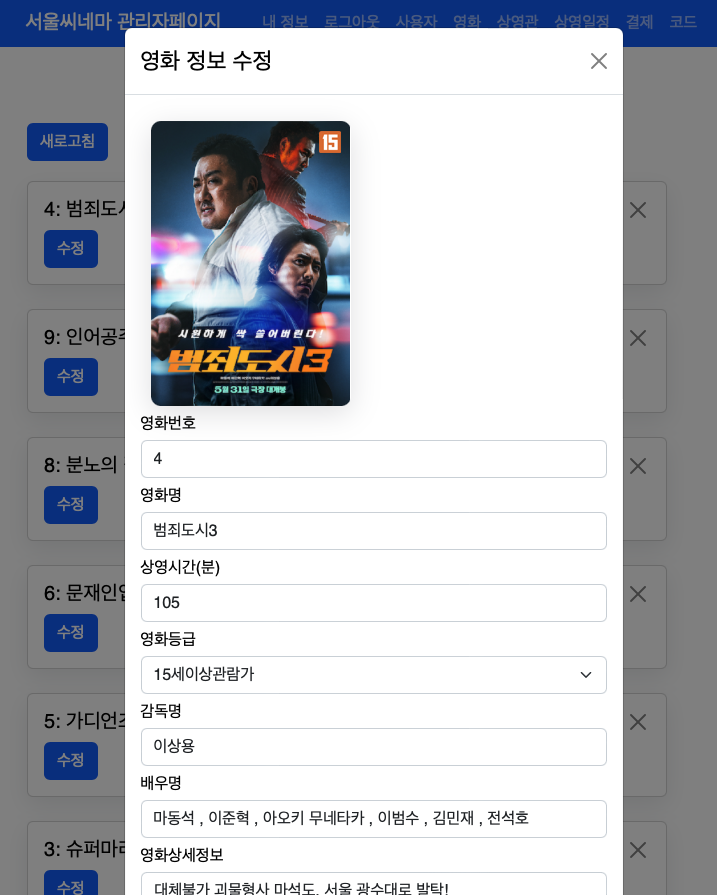 서울씨네마 관리자페이지
내 정보 로그아웃 사용자 영화 상영관 상영일정 결제 코드
영화 정보 수정
새로고침
4: 범죄도시
수정
9: 인어공주
수정
8: 분노의
수정
6: 문재인입
수정
5: 가디언즈
수정
3: 슈퍼마리
수정
15
시원하게 싹 쓸어버린다!
범죄도시3
5월 31일 극장 대개봉
영화번호
4
영화명
범죄도시3
상영시간(분)
105
영화등급
15세이상관람가
감독명
이상용
배우명
마동석 , 이준혁 , 아오키 무네타카 , 이범수 , 김민재 , 전석호
영화상세정보
대체불가 괴물형사 마석도, 서울 광수대로 발탁!